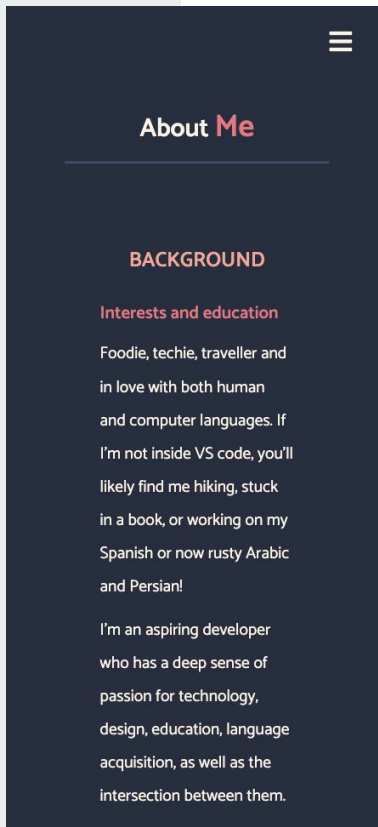 About Me
BACKGROUND
Interests and education
Foodie, techie, traveller and
in love with both human
and computer languages. If
I'm not inside VS code, you'll
likely find me hiking, stuck
in a book, or working on my
Spanish or now rusty Arabic
and Persian!
I'm an aspiring developer
who has a deep sense of
passion for technology,
design, education, language
acquisition, as well as the
intersection between them.